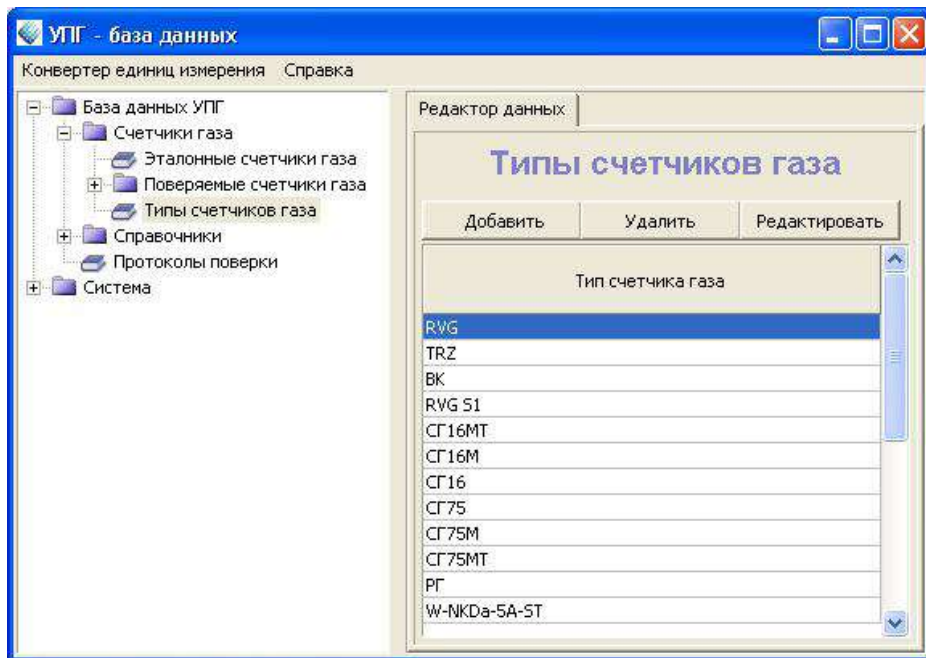 УПГ - база данных
Конвертер единиц измерения Справка
База данных УПГ
Счетчики газа
Эталонные счетчики газа
Поверяемые счетчики газа
Типы счетчиков газа
Справочники
Протоколы поверки
Система
Редактор данных
Типы счетчиков газа
Добавить Удалить Редактировать
Тип счетчика газа
RVG
TRZ
ВК
RVG S1
СГ16МТ
СГ16М
СГ16
СГ75
СГ75М
СГ75МТ
РГ
W-NKDa-5A-ST